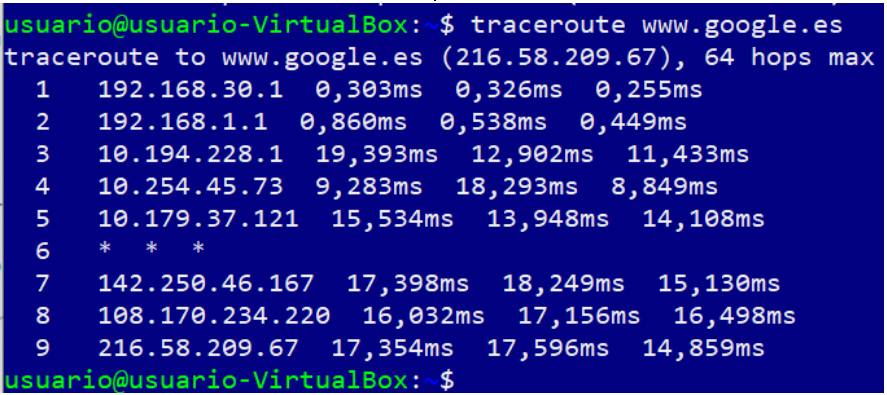 usuario@usuario-VirtualBox:~$ traceroute www.google.es
traceroute to www.google.es (216.58.209.67), 64 hops max
1 192.168.30.1 0,303ms 0,326ms 0,255ms
2 192.168.1.1 0,860ms 0,538ms 0,449ms
3 10.194.228.1 19,393ms 12,902ms 11,433ms
4 10.254.45.73 9,283ms 18,293ms 8,849ms
5 10.179.37.121 15,534ms 13,948ms 14,108ms
6 * * *
7 142.250.46.167 17,398ms 18,249ms 15,130ms
8 108.170.234.220 16,032ms 17,156ms 16,498ms
9 216.58.209.67 17,354ms 17,596ms 14,859ms
usuario@usuario-VirtualBox:~$